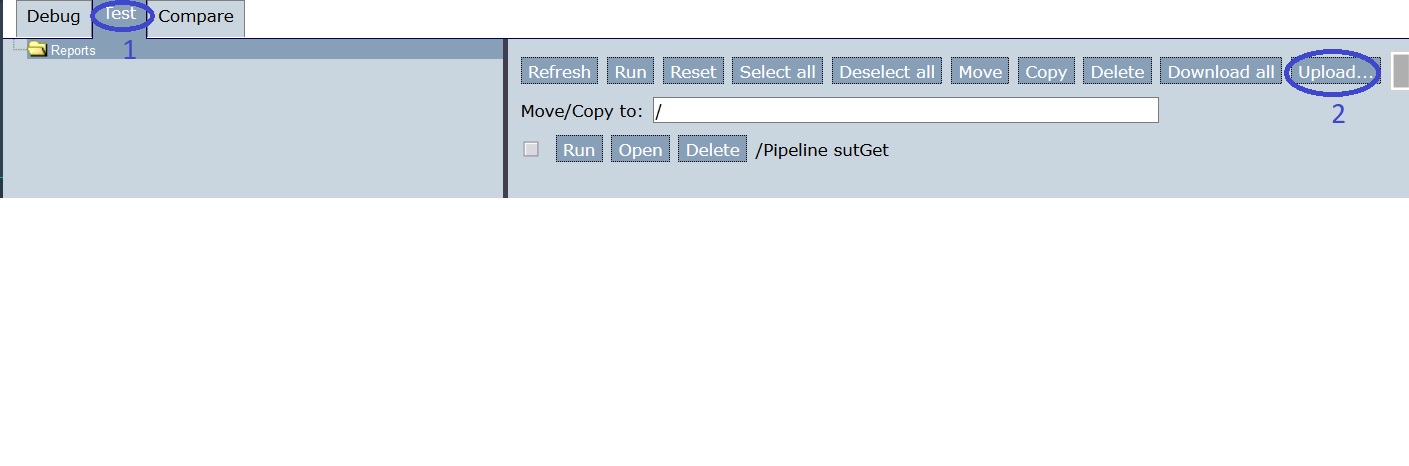 Debug Test Compare
1
Reports
Refresh Run Reset Select all Deselect all Move Copy Delete Download all Upload...
2
Move/Copy to: /
Run Open Delete /Pipeline sutGet